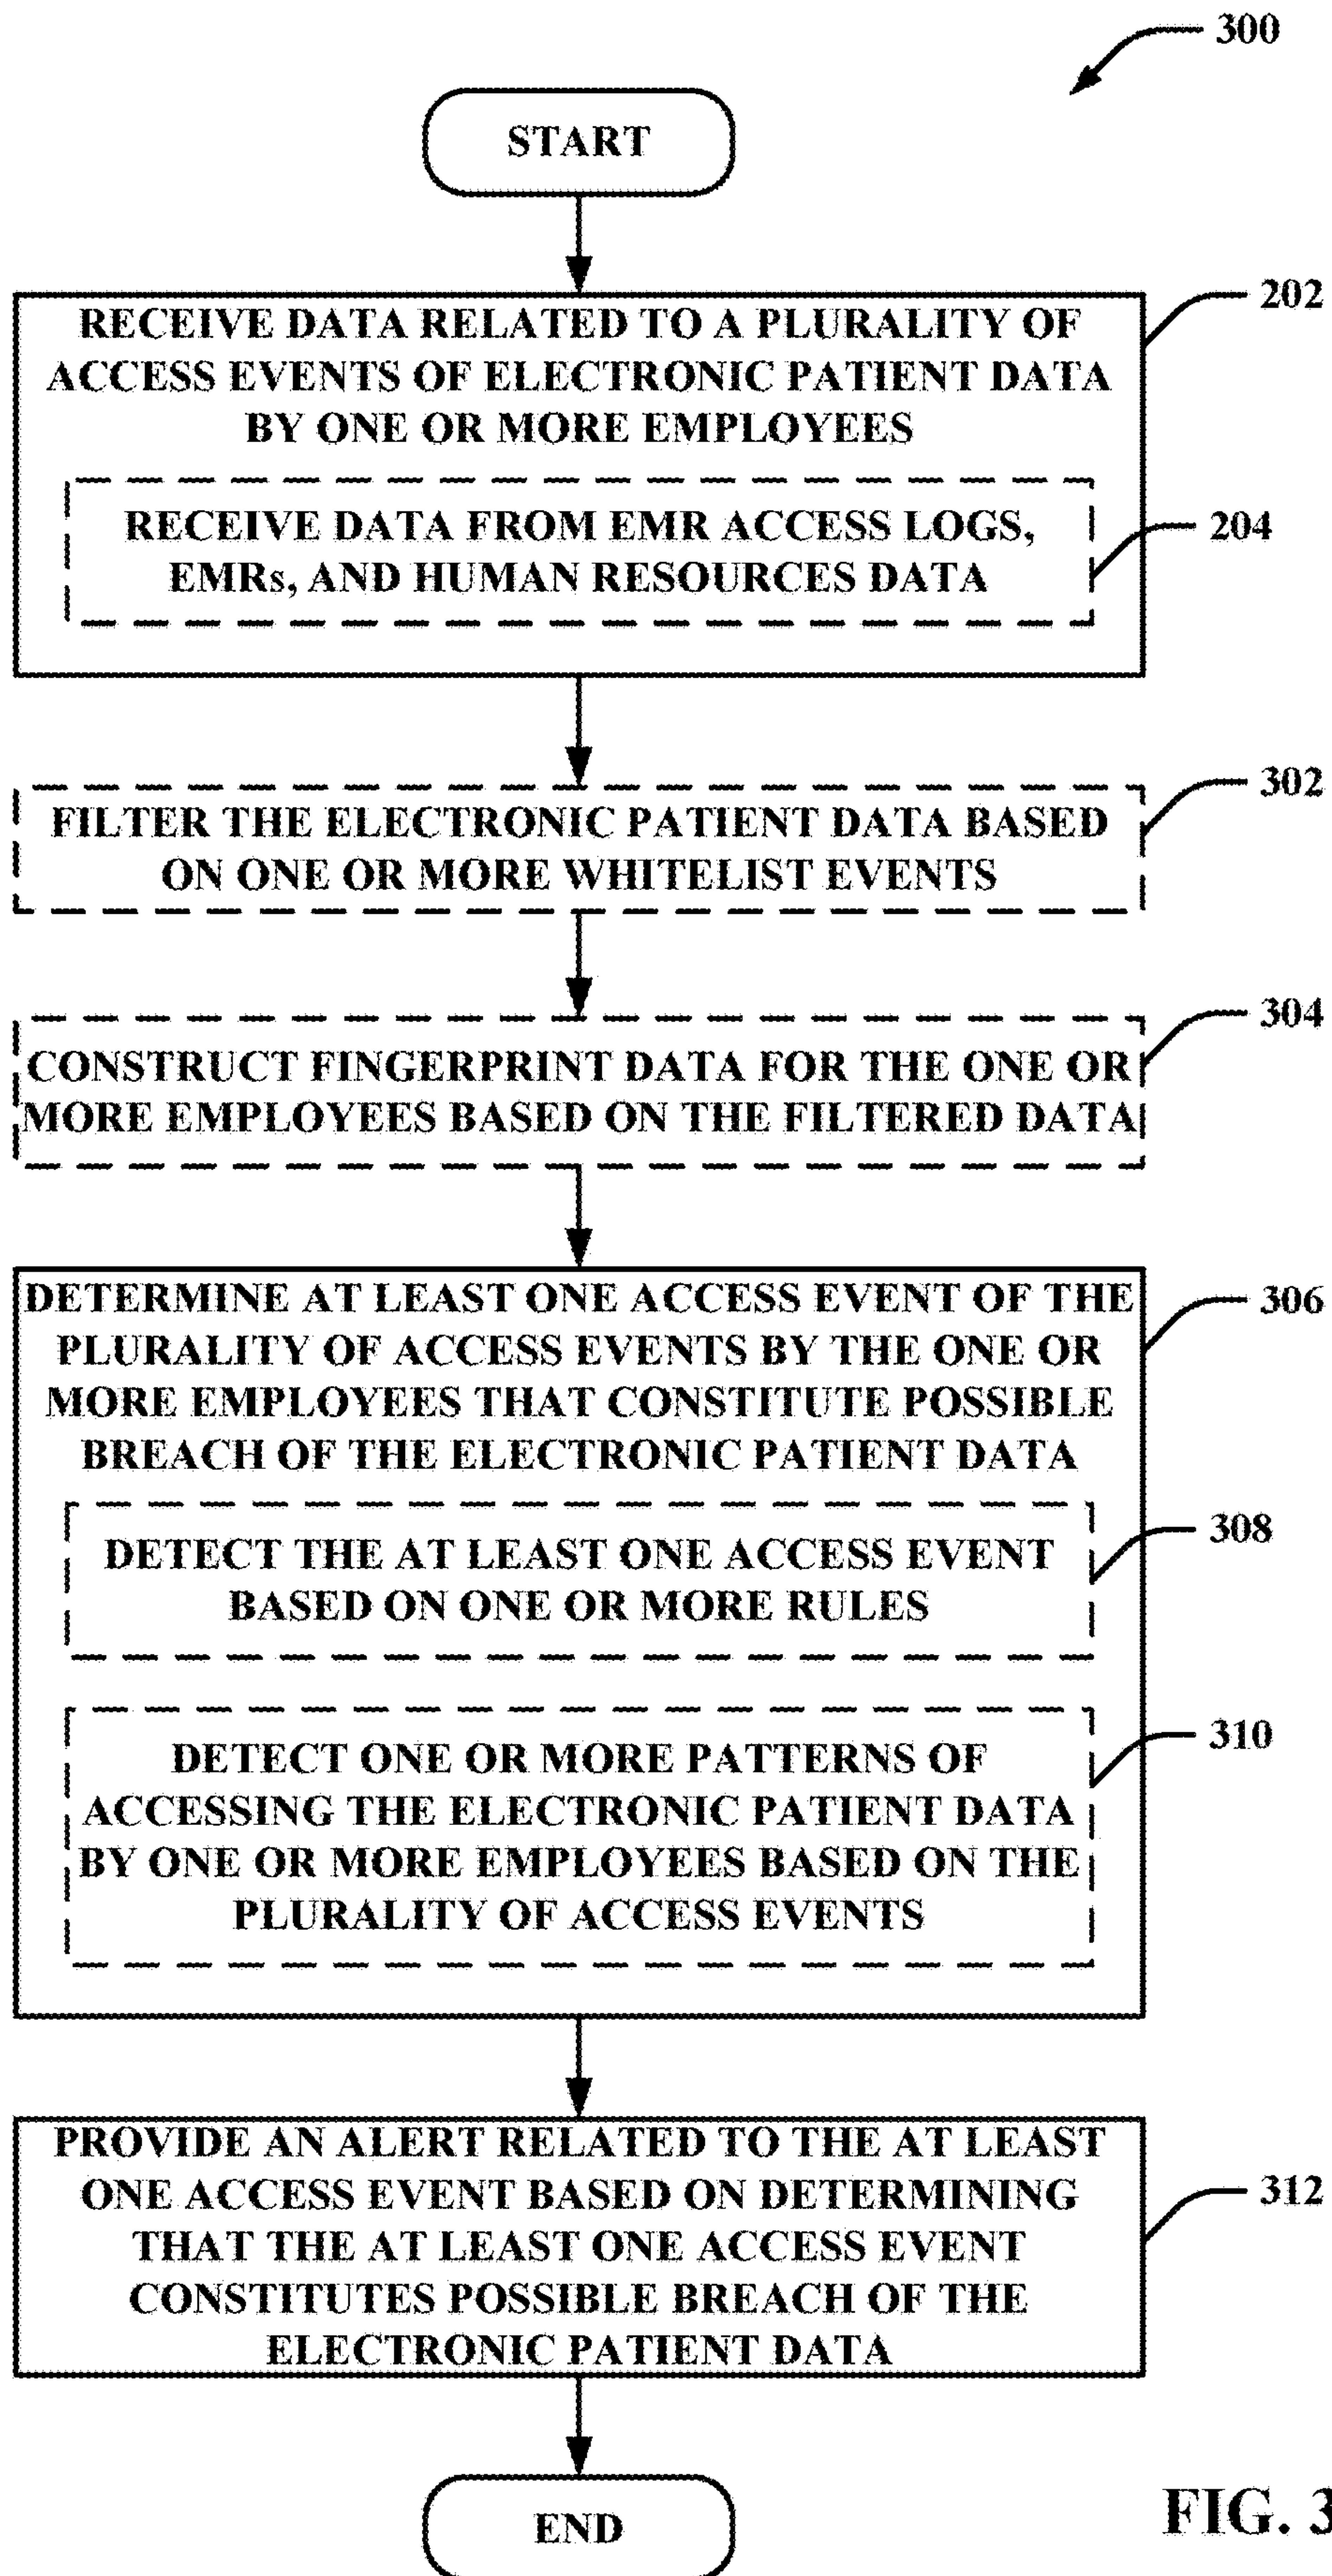 300
START
202
RECEIVE DATA RELATED TO A PLURALITY OF
ACCESS EVENTS OF ELECTRONIC PATIENT DATA
BY ONE OR MORE EMPLOYEES
RECEIVE DATA FROM EMR ACCESS LOGS,
EMRs, AND HUMAN RESOURCES DATA
204
302
FILTER THE ELECTRONIC PATIENT DATA BASED
ON ONE OR MORE WHITELIST EVENTS
304
CONSTRUCT FINGERPRINT DATA FOR THE ONE OR
MORE EMPLOYEES BASED ON THE FILTERED DATA
DETERMINE AT LEAST ONE ACCESS EVENT OF THE
306
PLURALITY OF ACCESS EVENTS BY THE ONE OR
MORE EMPLOYEES THAT CONSTITUTE POSSIBLE
BREACH OF THE ELECTRONIC PATIENT DATA
308
DETECT THE AT LEAST ONE ACCESS EVENT
BASED ON ONE OR MORE RULES
310
DETECT ONE OR MORE PATTERNS OF
ACCESSING THE ELECTRONIC PATIENT DATA
BY ONE OR MORE EMPLOYEES BASED ON THE
PLURALITY OF ACCESS EVENTS
PROVIDE AN ALERT RELATED TO THE AT LEAST
ONE ACCESS EVENT BASED ON DETERMINING
312
THAT THE AT LEAST ONE ACCESS EVENT
CONSTITUTES POSSIBLE BREACH OF THE
ELECTRONIC PATIENT DATA
END
FIG. 3